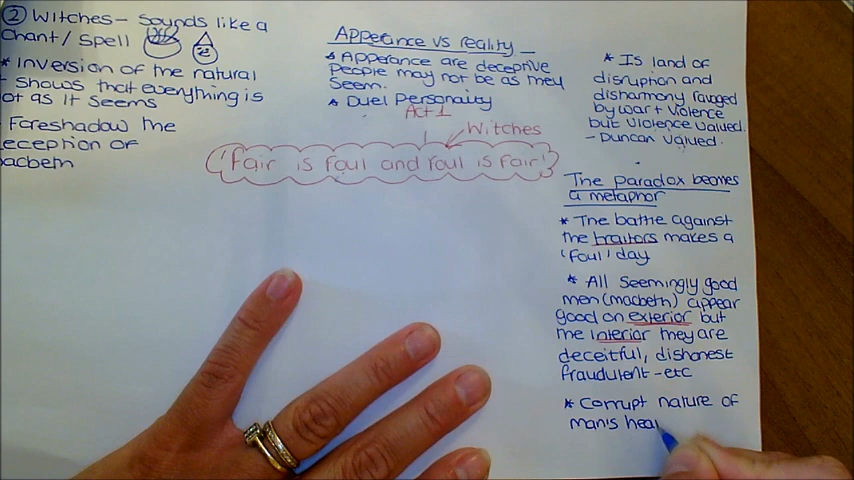 ② Witches - Sounds like a
Chant / Spell
* Inversion of the natural
shows that everything is
ot as it seems
Foreshadow the
eception of
acbeth
Apperance vs reality -
* Apperance are deceptive
People may not be as they
Seem.
* Duel Personality
Act 1
Witches
'Fair is foul and foul is fair'
* Is land of
disruption and
disharmony ravaged
by war + violence
but violence valued.
- Duncan valued.
The paradox becomes
a metaphor
* The battle against
the traitors makes a
'foul' day
* All seemingly good
men (macbeth) appear
good on exterior but
the interior they are
deceitful, dishonest
fraudulent - etc
* Corrupt nature of
man's hea